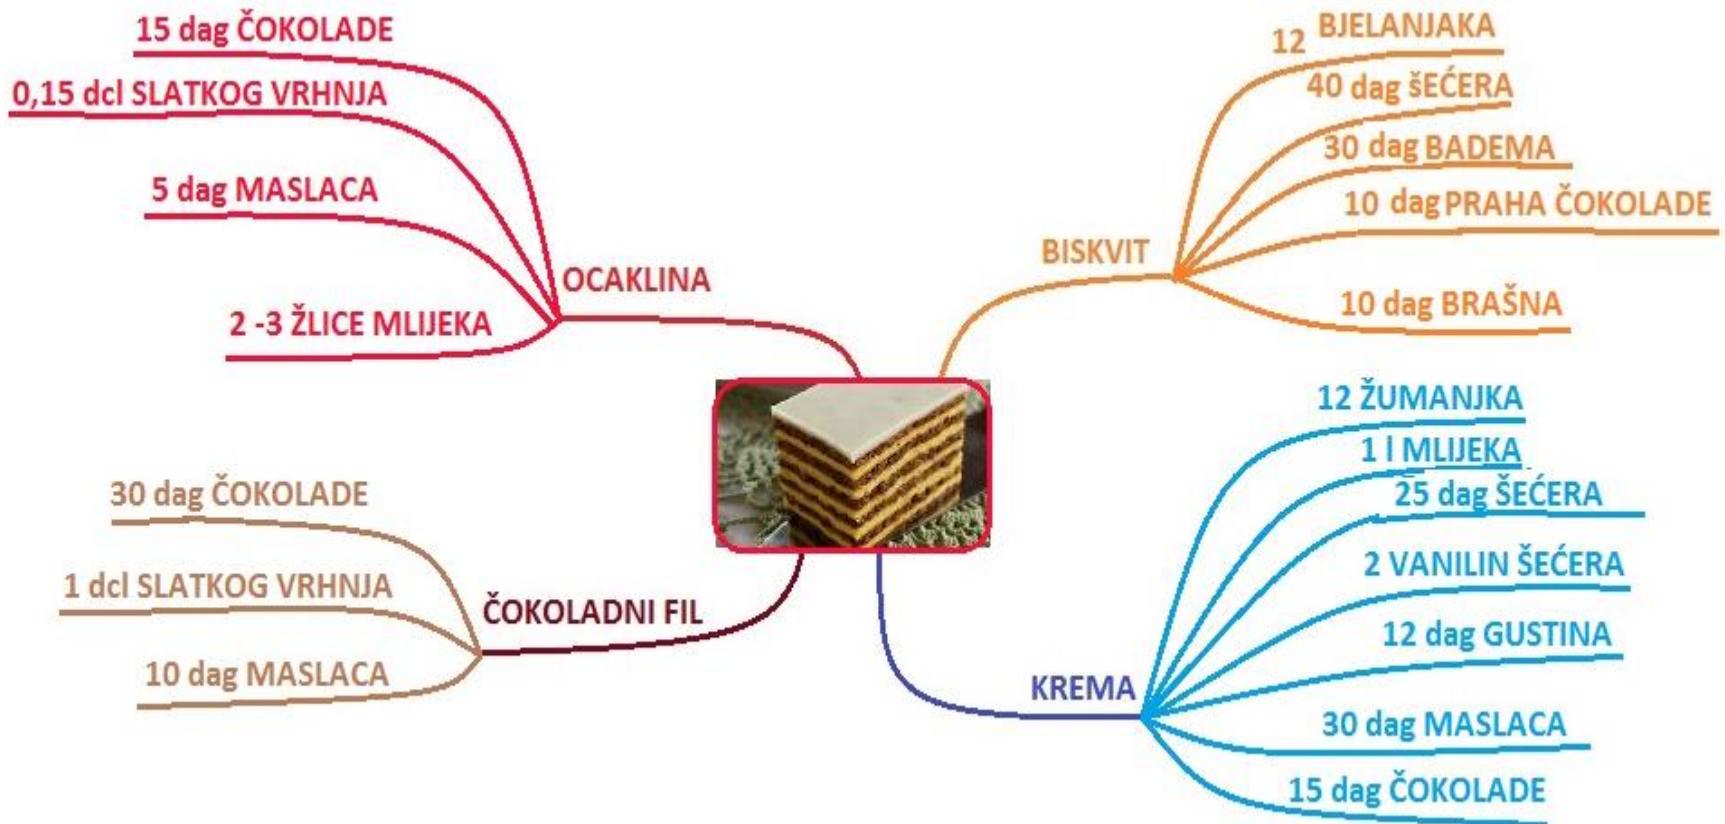 15 dag ČOKOLADE
0,15 dcl SLATKOG VRHNJA
5 dag MASLACA
2 -3 ŽLICE MLIJEKA
OCAKLINA
12 BJELANJAKA
40 dag šEĆERA
30 dag BADEMA
10 dag PRAHA ČOKOLADE
10 dag BRAŠNA
BISKVIT
30 dag ČOKOLADE
1 dcl SLATKOG VRHNJA
10 dag MASLACA
ČOKOLADNI FIL
12 ŽUMANJKA
1 l MLIJEKA
25 dag ŠEĆERA
2 VANILIN ŠEĆERA
12 dag GUSTINA
30 dag MASLACA
15 dag ČOKOLADE
KREMA